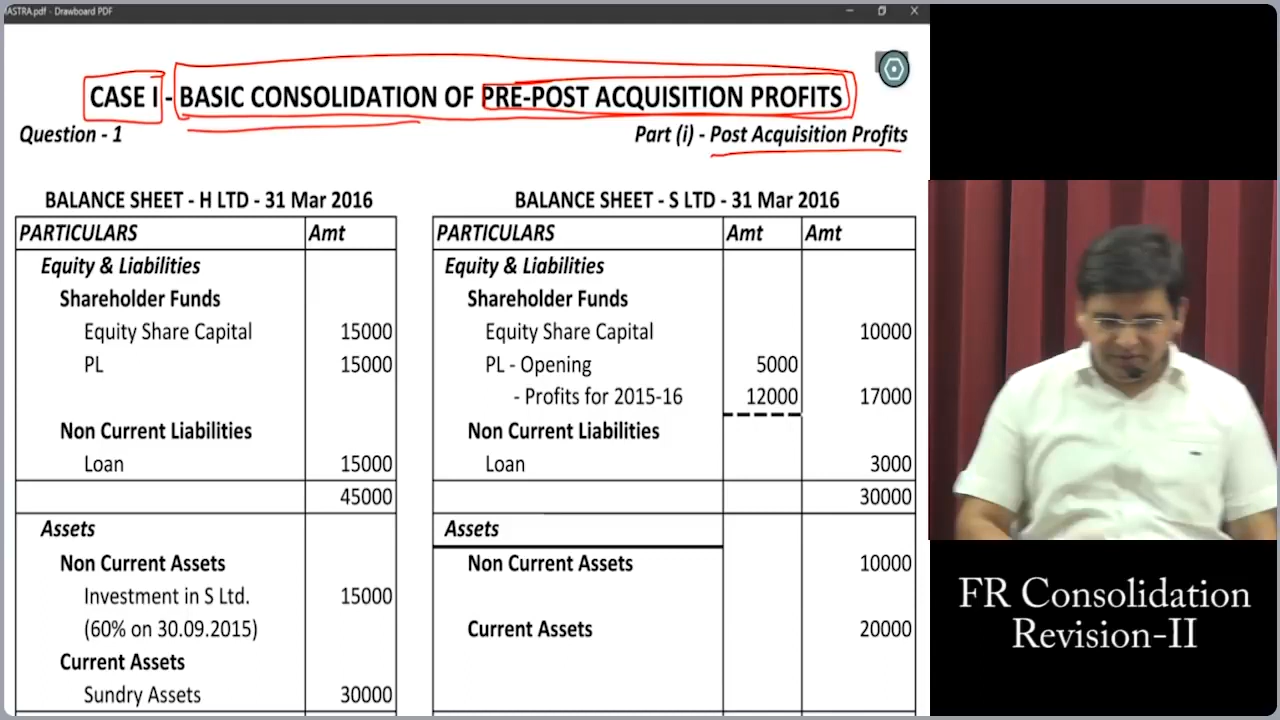 IASTRA.pdf - Drawboard PDF
CASE I - BASIC CONSOLIDATION OF PRE-POST ACQUISITION PROFITS
Question - 1
Part (i) - Post Acquisition Profits
BALANCE SHEET - H LTD - 31 Mar 2016
PARTICULARS Amt
Equity & Liabilities
Shareholder Funds
Equity Share Capital 15000
PL 15000
Non Current Liabilities
Loan 15000
45000
Assets
Non Current Assets
Investment in S Ltd. 15000
(60% on 30.09.2015)
Current Assets
Sundry Assets 30000
BALANCE SHEET - S LTD - 31 Mar 2016
PARTICULARS Amt Amt
Equity & Liabilities
Shareholder Funds
Equity Share Capital 10000
PL - Opening 5000
- Profits for 2015-16 12000 17000
Non Current Liabilities
Loan 3000
30000
Assets
Non Current Assets 10000
Current Assets 20000
FR Consolidation
Revision-II